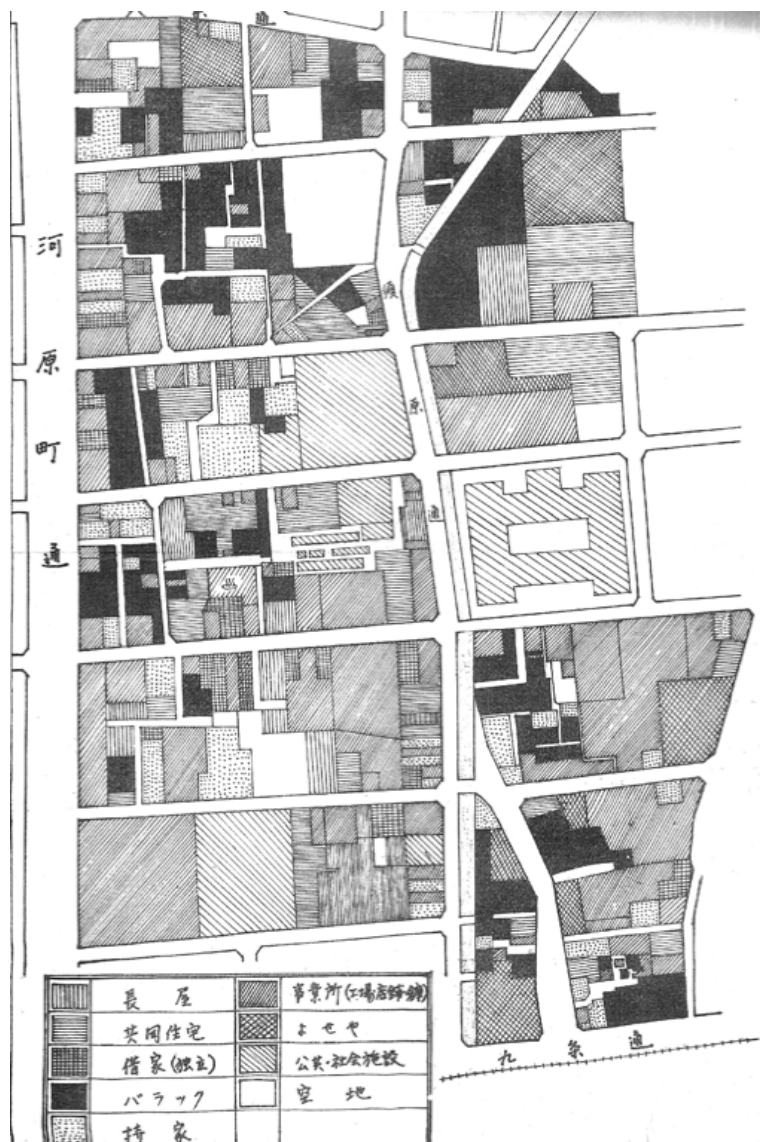 通
河原町通
須原通
九条通
長屋
事業所(工場店舗
共同住宅
よせや
借家(独立)
公共・社会施設
バラック
空地
持家